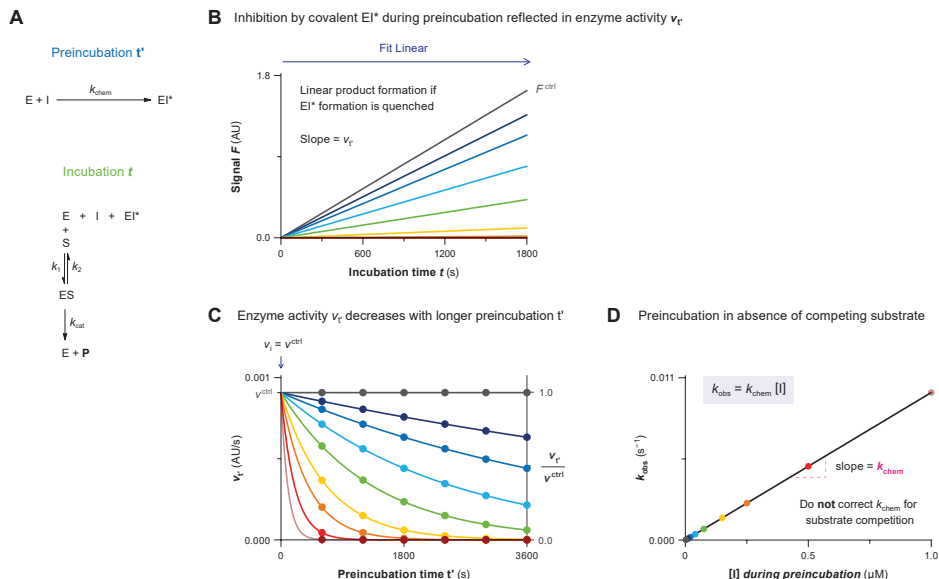 A
Preincubation t'
k_chem
E + I
EI*
Incubation t
E + I + EI*
+
S
k_1
k_2
ES
k_cat
E + P
B
Inhibition by covalent EI* during preincubation reflected in enzyme activity v_t'
Fit Linear
1.8
0.0
Signal F (AU)
Linear product formation if
EI* formation is quenched
Slope = v_t'
F^ctrl
0
600
1200
1800
Incubation time t (s)
C
Enzyme activity v_t' decreases with longer preincubation t'
v_i = v^ctrl
0.001
v^ctrl
0.000
v_t' (AU/s)
1.0
v_t'
v^ctrl
0.0
0
1800
3600
Preincubation time t' (s)
D
Preincubation in absence of competing substrate
0.011
0.000
k_obs (s⁻¹)
k_obs = k_chem [I]
slope = k_chem
Do not correct k_chem for
substrate competition
0
0.5
1.0
[I] during preincubation (μM)